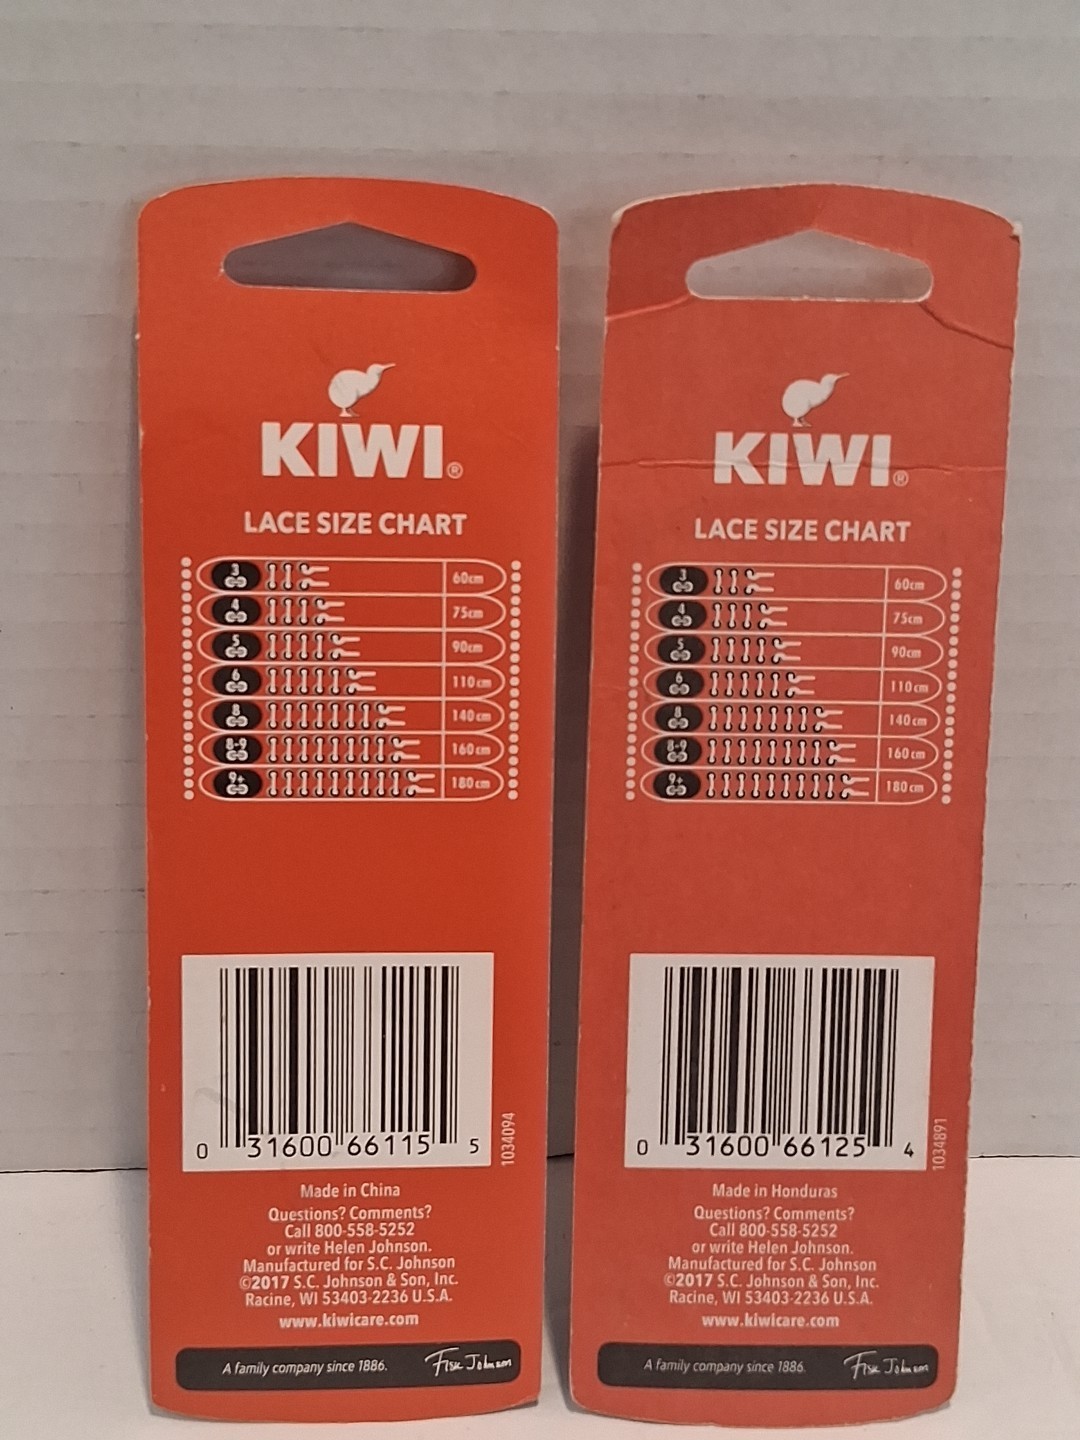 KIWI®
LACE SIZE CHART
3 60cm
4 75cm
5 90cm
6 110cm
8 140cm
8-9 160cm
9+ 180cm
0 31600 66115 5
1034094
Made in China
Questions? Comments?
Call 800-558-5252
or write Helen Johnson.
Manufactured for S.C. Johnson
©2017 S.C. Johnson & Son, Inc.
Racine, WI 53403-2236 U.S.A.
www.kiwicare.com
A family company since 1886. Fisk Johnson
KIWI®
LACE SIZE CHART
3 60cm
4 75cm
5 90cm
6 110cm
8 140cm
8-9 160cm
9+ 180cm
0 31600 66125 4
1034891
Made in Honduras
Questions? Comments?
Call 800-558-5252
or write Helen Johnson.
Manufactured for S.C. Johnson
©2017 S.C. Johnson & Son, Inc.
Racine, WI 53403-2236 U.S.A.
www.kiwicare.com
A family company since 1886. Fisk Johnson